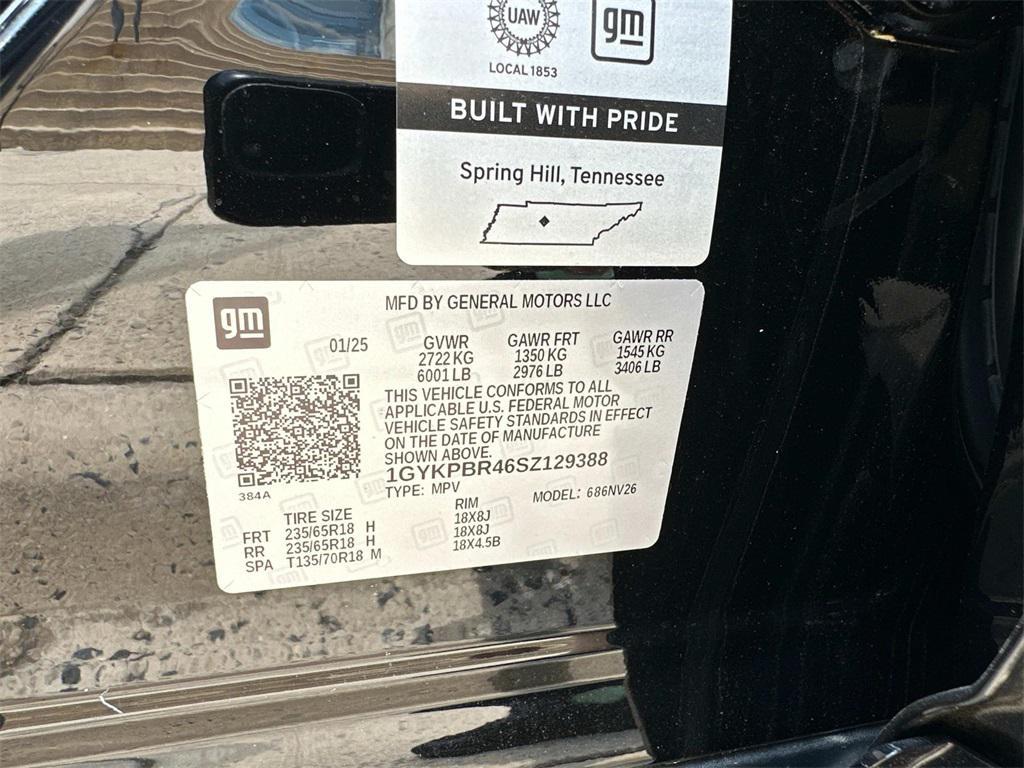 UAW
gm
LOCAL 1853
BUILT WITH PRIDE
Spring Hill, Tennessee
gm
MFD BY GENERAL MOTORS LLC
01/25
GVWR GAWR FRT GAWR RR
2722 KG 1350 KG 1545 KG
6001 LB 2976 LB 3406 LB
THIS VEHICLE CONFORMS TO ALL
APPLICABLE U.S. FEDERAL MOTOR
VEHICLE SAFETY STANDARDS IN EFFECT
ON THE DATE OF MANUFACTURE
SHOWN ABOVE.
1GYKPBR46SZ129388
384A
TYPE: MPV MODEL: 686NV26
TIRE SIZE RIM
FRT 235/65R18 H 18X8J
RR 235/65R18 H 18X8J
SPA T135/70R18 M 18X4.5B